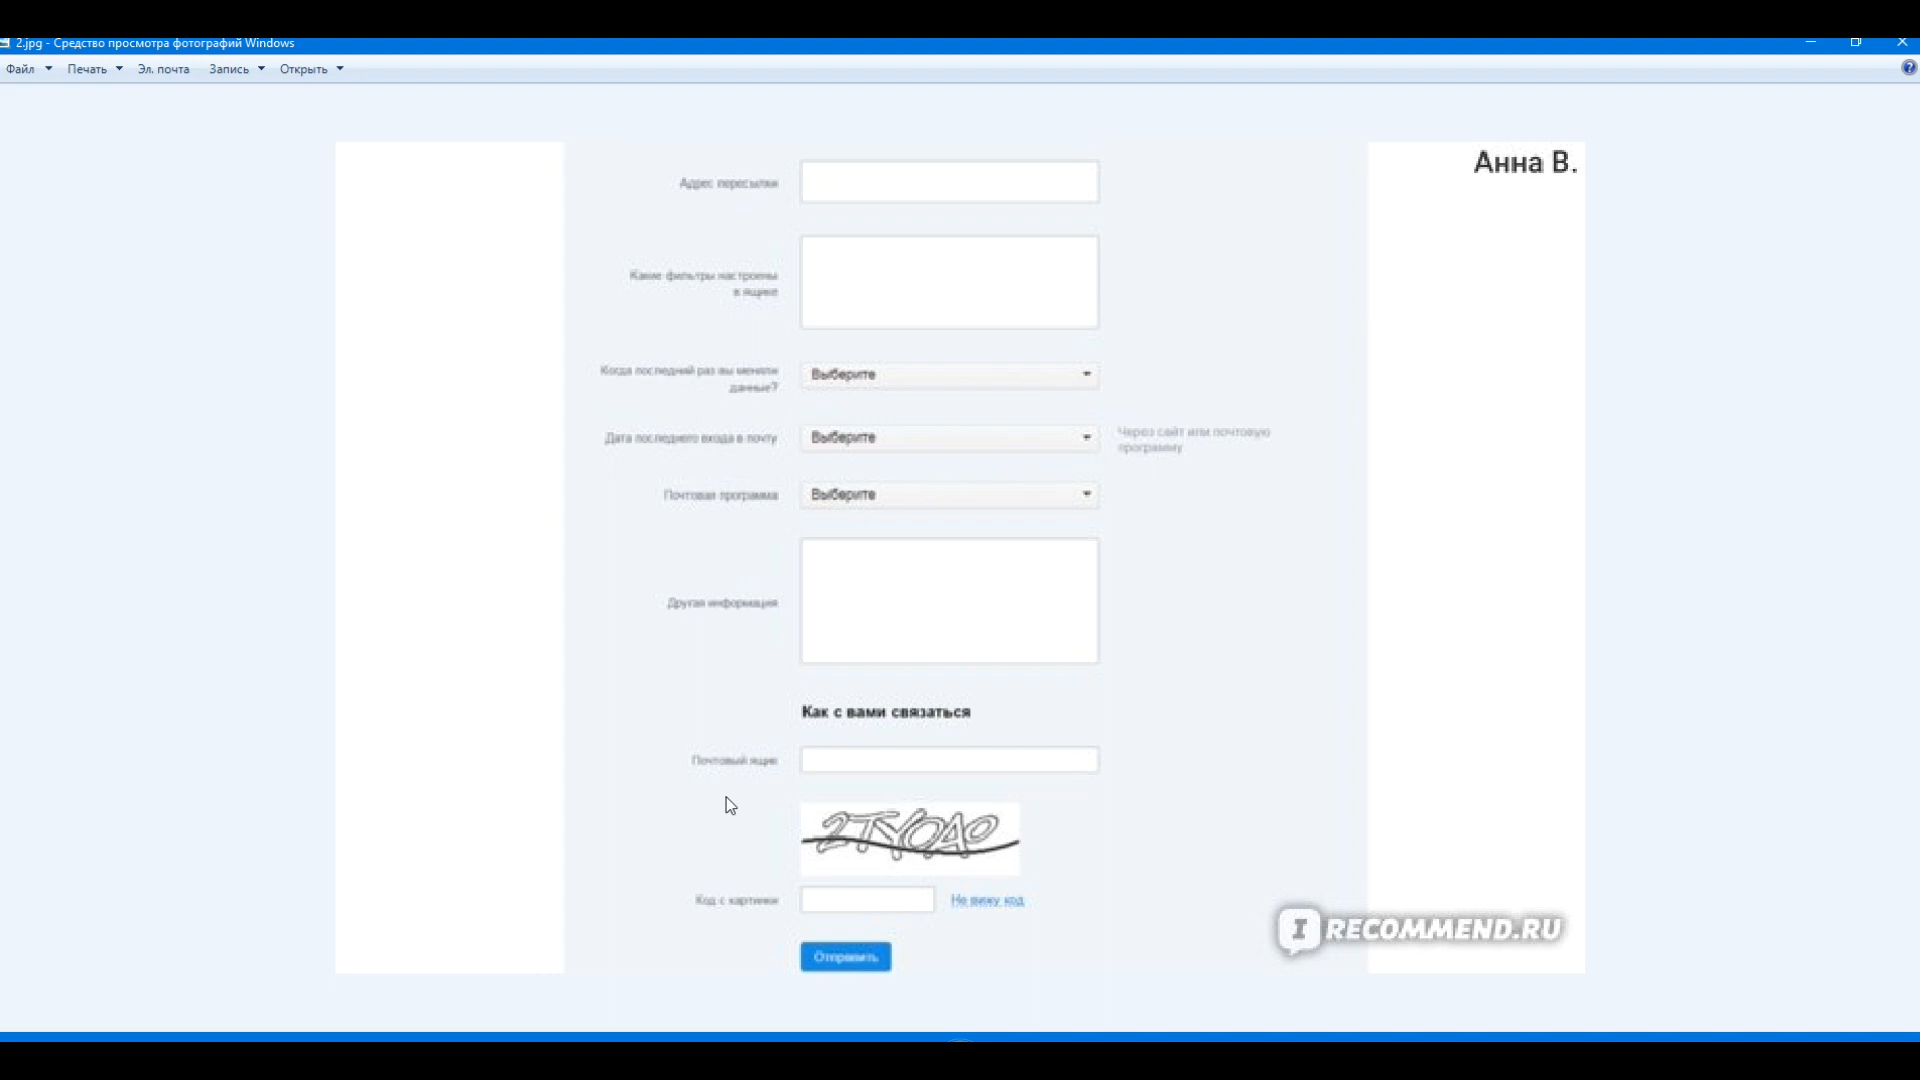 2.jpg - Средство просмотра фотографий Windows
Файл Печать Эл. почта Запись Открыть
Анна В.
Адрес пересылки
Какие фильтры настроены
в ящике
Когда последний раз вы меняли
данные?
Выберите
Дата последнего входа в почту
Выберите
Через сайт или почтовую
программу
Почтовая программа
Выберите
Другая информация
Как с вами связаться
Почтовый ящик
2TYQAO
Код с картинки
Не вижу код
Отправить
I RECOMMEND.RU